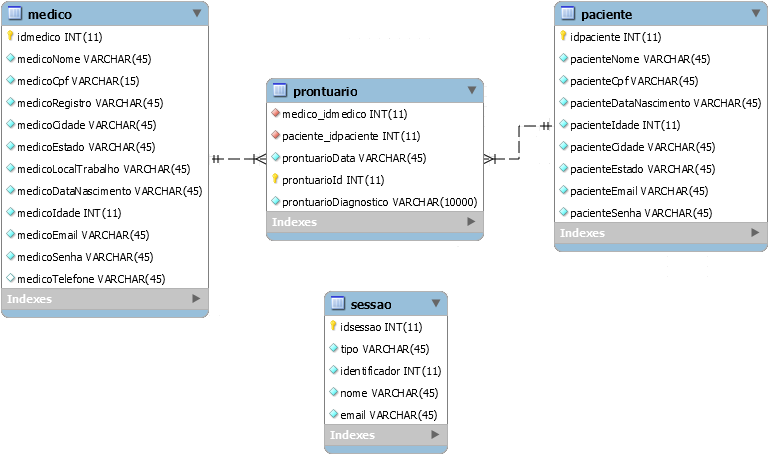 medico
idmedico INT(11)
medicoNome VARCHAR(45)
medicoCpf VARCHAR(15)
medicoRegistro VARCHAR(45)
medicoCidade VARCHAR(45)
medicoEstado VARCHAR(45)
medicoLocalTrabalho VARCHAR(45)
medicoDataNascimento VARCHAR(45)
medicoIdade INT(11)
medicoEmail VARCHAR(45)
medicoSenha VARCHAR(45)
medicoTelefone VARCHAR(45)
Indexes
prontuario
medico_idmedico INT(11)
paciente_idpaciente INT(11)
prontuarioData VARCHAR(45)
prontuarioId INT(11)
prontuarioDiagnostico VARCHAR(10000)
Indexes
paciente
idpaciente INT(11)
pacienteNome VARCHAR(45)
pacienteCpf VARCHAR(45)
pacienteDataNascimento VARCHAR(45)
pacienteIdade INT(11)
pacienteCidade VARCHAR(45)
pacienteEstado VARCHAR(45)
pacienteEmail VARCHAR(45)
pacienteSenha VARCHAR(45)
Indexes
sessao
idsessao INT(11)
tipo VARCHAR(45)
identificador INT(11)
nome VARCHAR(45)
email VARCHAR(45)
Indexes